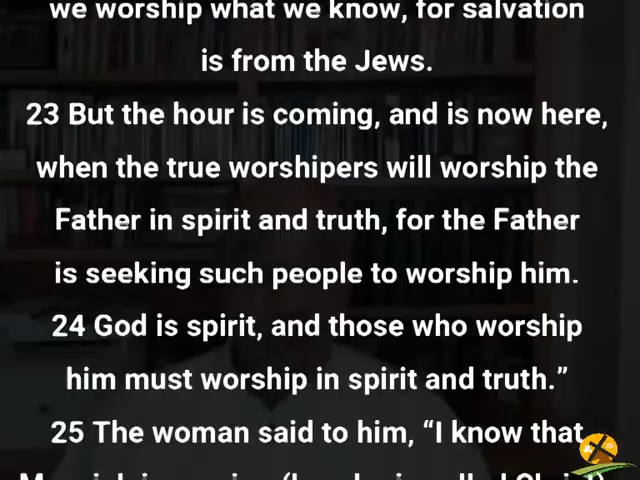 we worship what we know, for salvation
is from the Jews.
23 But the hour is coming, and is now here,
when the true worshipers will worship the
Father in spirit and truth, for the Father
is seeking such people to worship him.
24 God is spirit, and those who worship
him must worship in spirit and truth.”
25 The woman said to him, “I know that